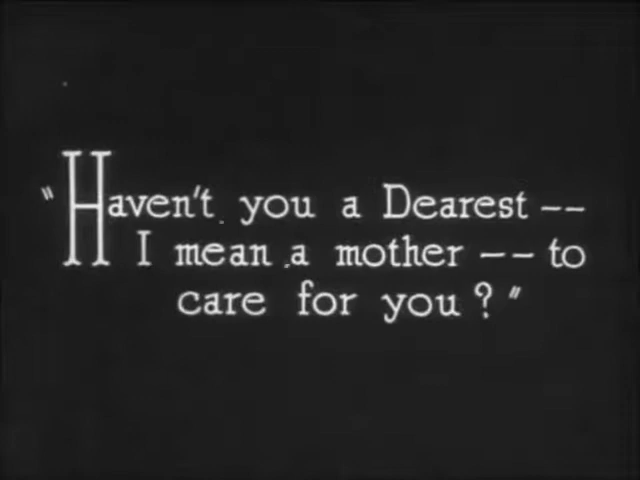 "Haven't you a Dearest --
I mean a mother -- to
care for you?"